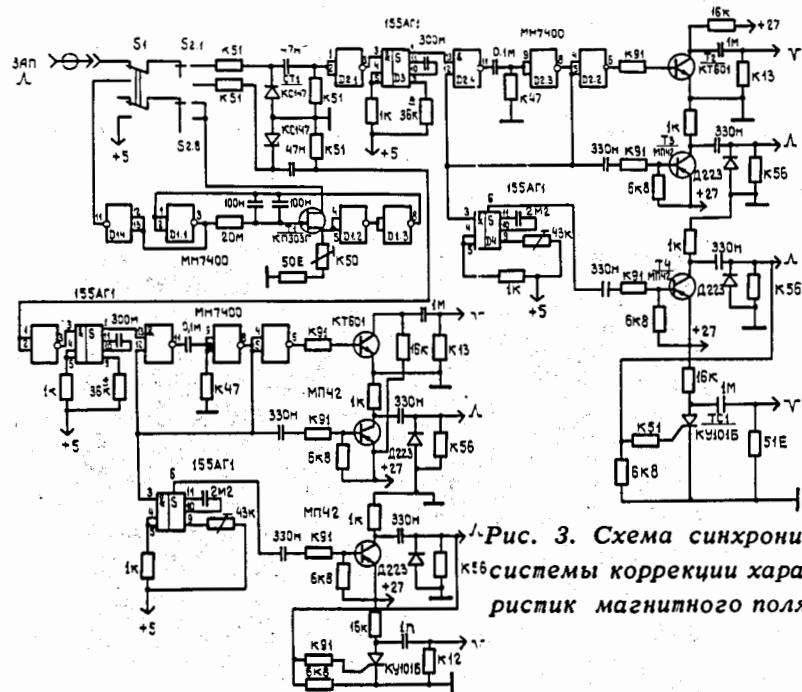 ЗАП
S1
S2.1
К51
К51
47н
СТ1
КС147
КС147
47н
К51
К51
D2.1
155АГ1
300н
& S
D3
1к
36к
+5
D2.4
0.1м
К47
D2.3
D2.2
К91
Т2
КТ601
16к
+27
1М
К13
+5
S2.8
D1.4
D1.1
20м
100н
100н
Т1
КП303Г
50Е
К50
D1.2
D1.3
МН7400
МН7400
1к
330н
К91
Т3
МП42
330н
Д223
К56
6к8
+27
155АГ1
& S
D4
2М2
43к
1к
+5
1к
330н
К91
Т4
МП42
330н
Д223
К56
6к8
+27
16к
1М
К51
ТС1
КУ101Б
51Е
6к8
155АГ1
& S
300н
1к
36к
+5
МН7400
0,1м
К47
К91
КТ601
1М
16к
К13
1к
МП42
330н
К91
330н
Д223
К56
6к8
+27
155АГ1
& S
2М2
43к
1к
+5
МП42
1к
330н
К91
330н
Д223
К56
6к8
+27
16к
1п
К91
6к8
КУ101Б
К12
Рис. 3. Схема синхрони
системы коррекции хара
ристик магнитного поля